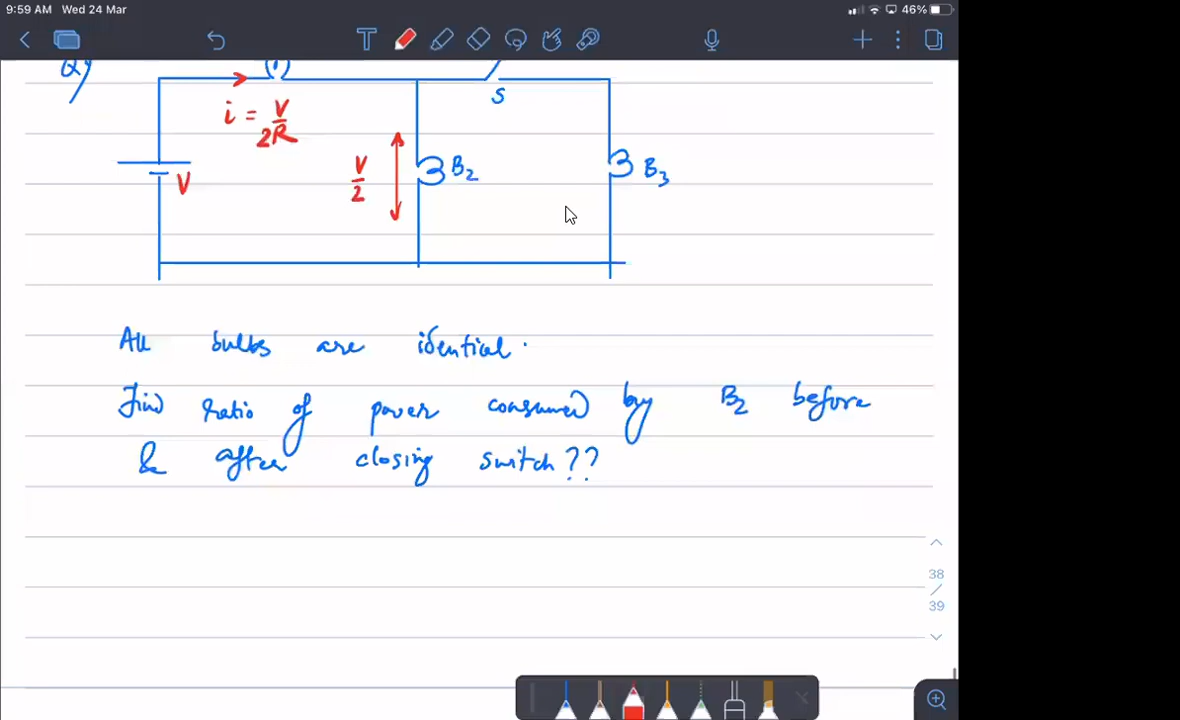 9:59 AM Wed 24 Mar
46%
T
Q)
S
i = V/2R
V/2
B2
B3
V
All bulbs are identical.
Find Ratio of power consumed by B2 before
& after closing switch??
38
/
39